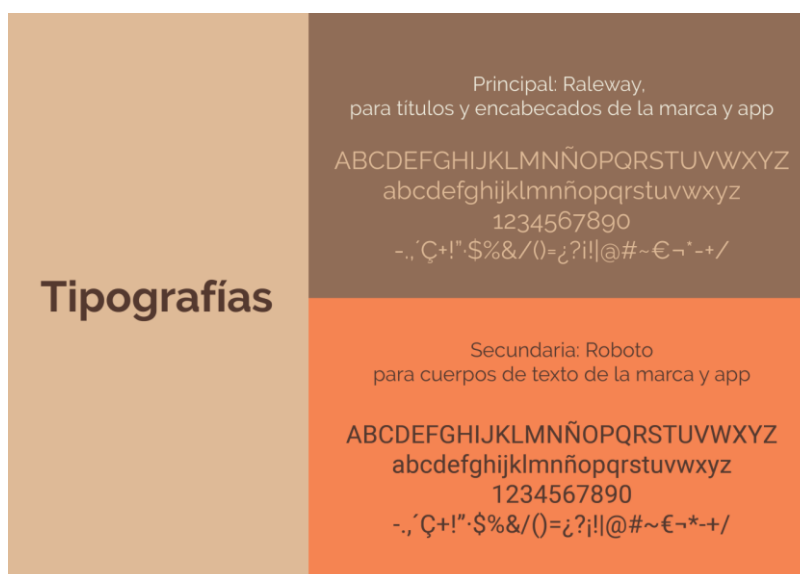 Tipografías
Principal: Raleway,
para títulos y encabecados de la marca y app
ABCDEFGHIJKLMNÑOPQRSTUVWXYZ
abcdefghijklmnñopqrstuvwxyz
1234567890
-.,´Ç+!”·$%&/()=¿?¡!|@#~€¬*-+/
Secundaria: Roboto
para cuerpos de texto de la marca y app
ABCDEFGHIJKLMNÑOPQRSTUVWXYZ
abcdefghijklmnñopqrstuvwxyz
1234567890
-.,´Ç+!”·$%&/()=¿?¡!|@#~€¬*-+/